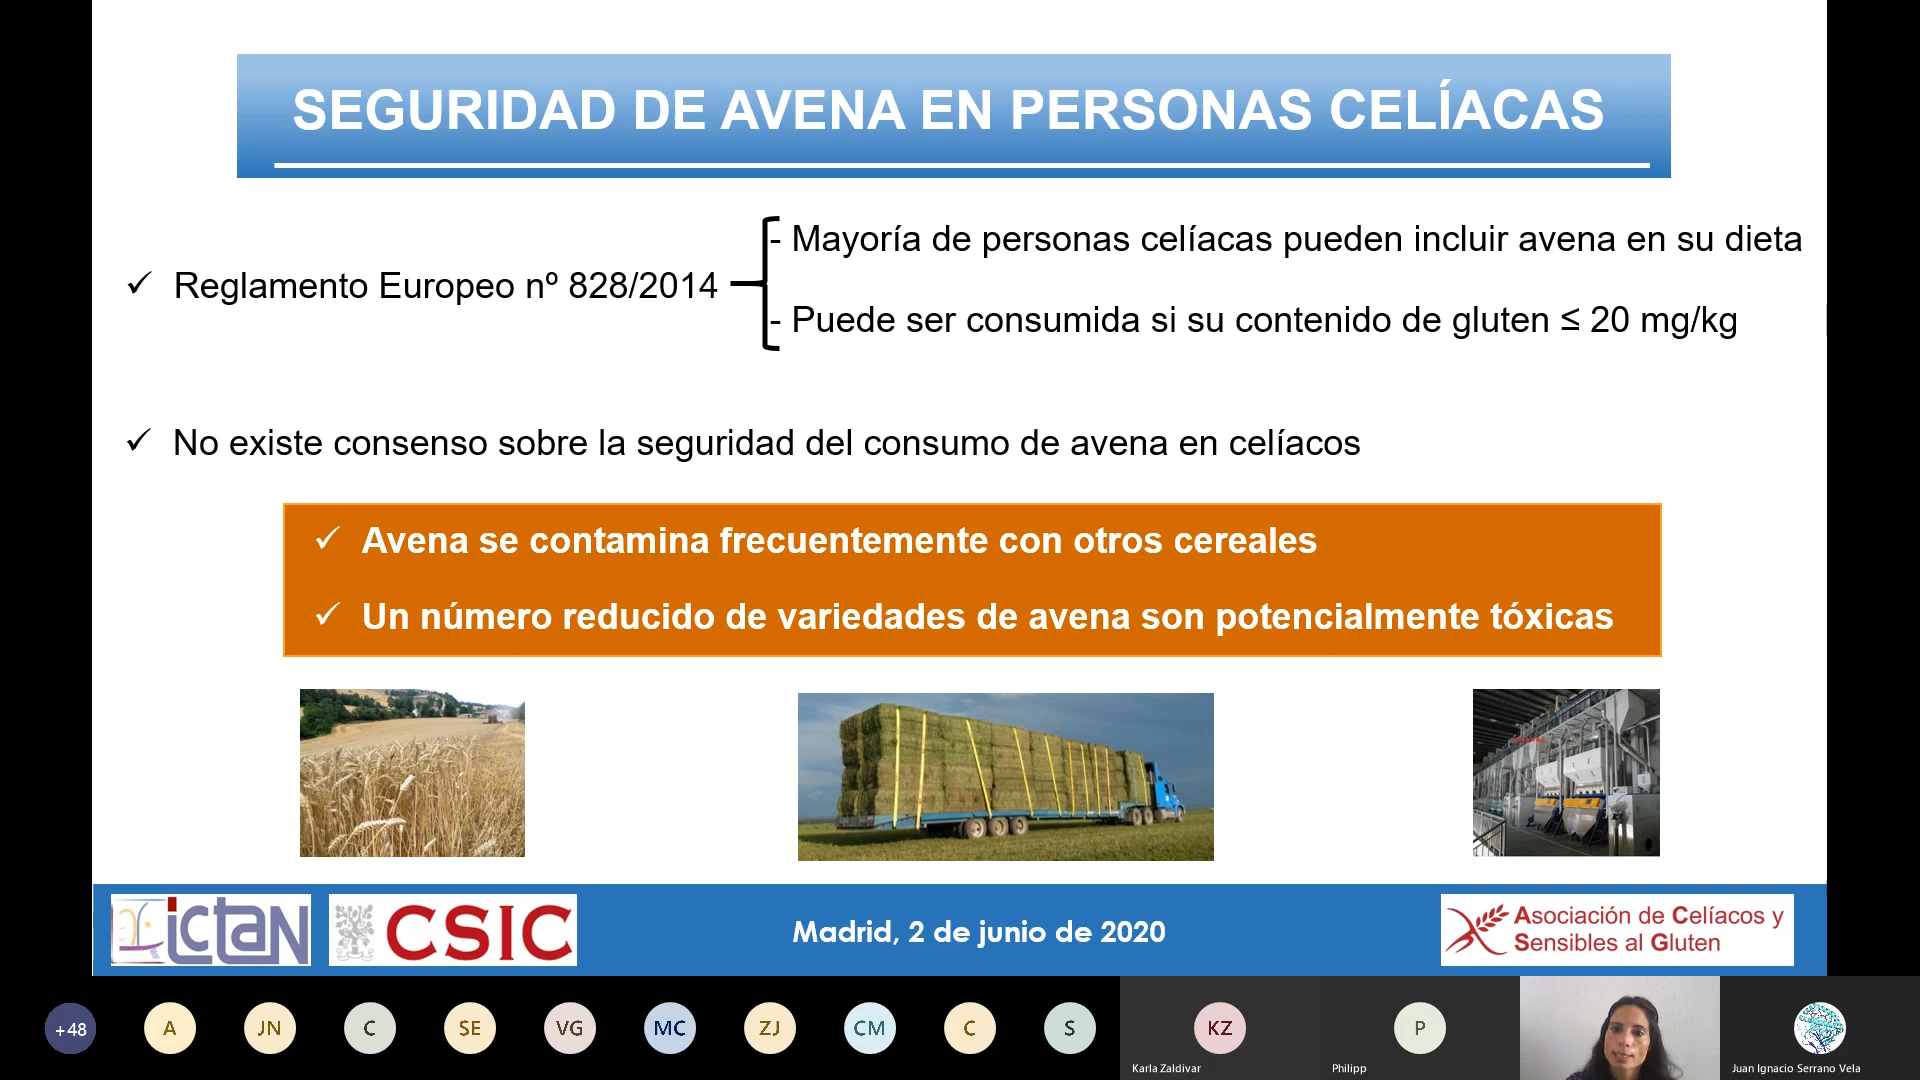 SEGURIDAD DE AVENA EN PERSONAS CELÍACAS
- Mayoría de personas celíacas pueden incluir avena en su dieta
✓ Reglamento Europeo nº 828/2014
- Puede ser consumida si su contenido de gluten ≤ 20 mg/kg
✓ No existe consenso sobre la seguridad del consumo de avena en celíacos
✓ Avena se contamina frecuentemente con otros cereales
✓ Un número reducido de variedades de avena son potencialmente tóxicas
ictan
CSIC
Madrid, 2 de junio de 2020
Asociación de Celíacos y
Sensibles al Gluten
+48
A
JN
C
SE
VG
MC
ZJ
CM
C
S
KZ
P
Karla Zaldivar
Philipp
Juan Ignacio Serrano Vela